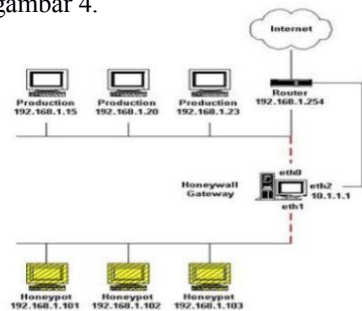 gambar 4.
Internet
Production
192.168.1.15
Production
192.168.1.20
Production
192.168.1.23
Router
192.168.1.254
Honeywall
Gateway
eth0
eth2
10.1.1.1
eth1
Honeypot
192.168.1.101
Honeypot
192.168.1.102
Honeypot
192.168.1.103